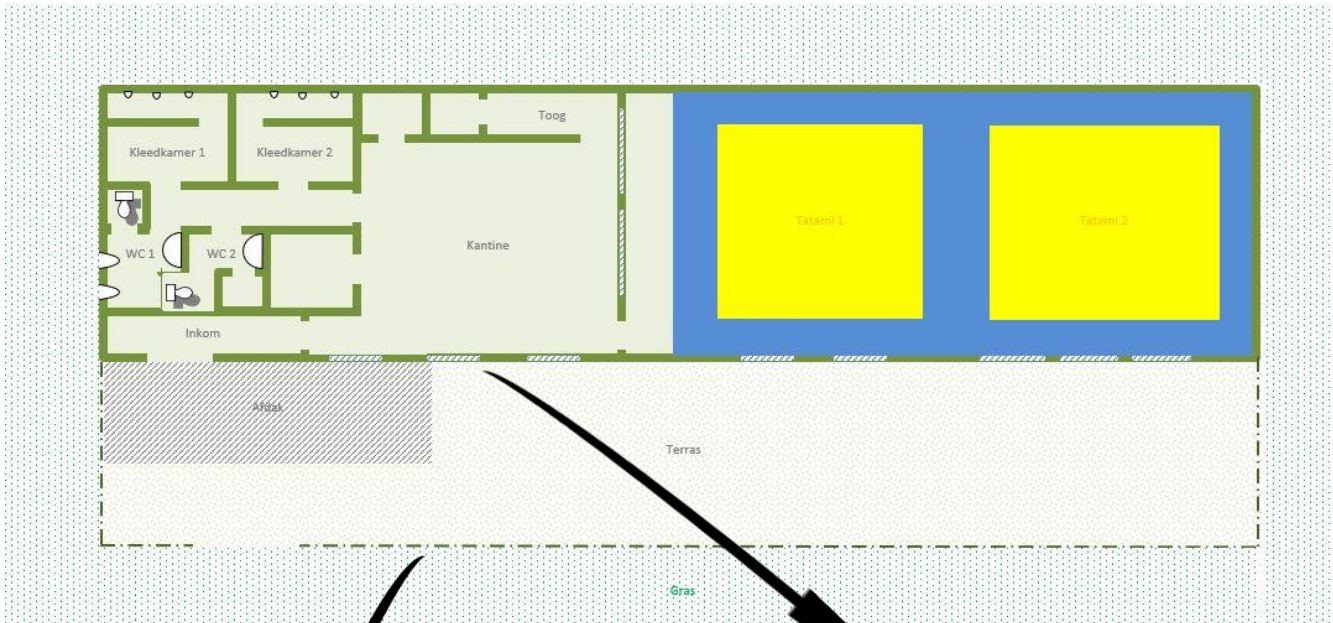 Toog
Kleedkamer 1
Kleedkamer 2
Tatami 1
Tatami 2
Kantine
WC 1
WC 2
Inkom
Afdak
Terras
Gras